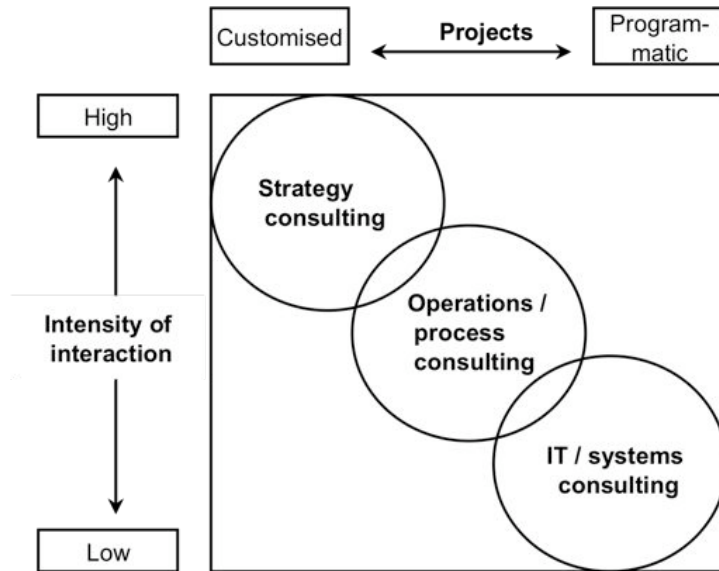 Customised
Projects
Program-
matic
High
Strategy
consulting
Operations /
process
consulting
Intensity of
interaction
IT / systems
consulting
Low